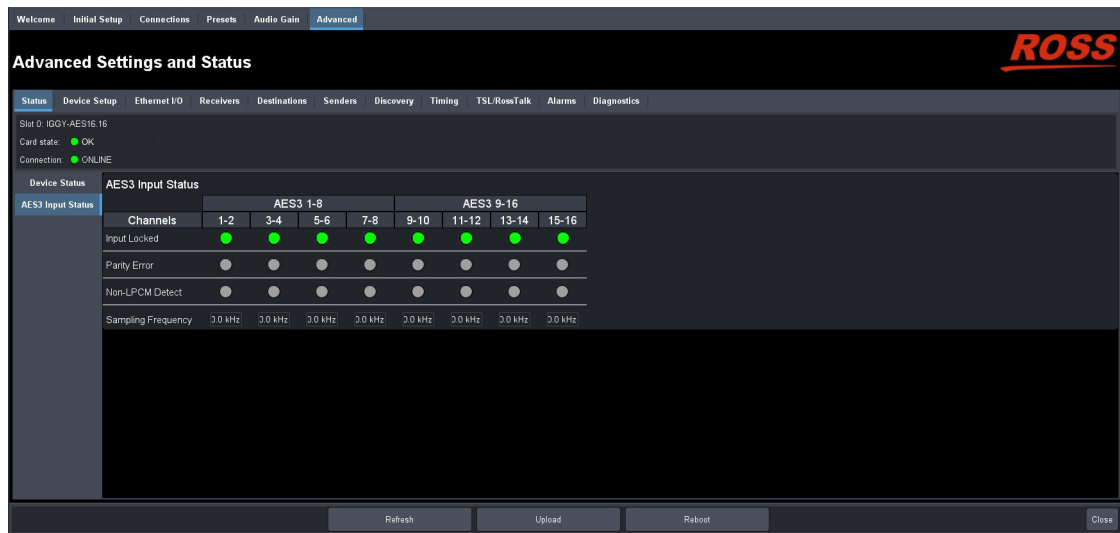 Welcome Initial Setup Connections Presets Audio Gain Advanced
ROSS
Advanced Settings and Status
Status Device Setup Ethernet I/O Receivers Destinations Senders Discovery Timing TSL/RossTalk Alarms Diagnostics
Slot 0: IGGY-AES16.16
Card state: OK
Connection: ONLINE
Device Status
AES3 Input Status
AES3 Input Status
AES3 1-8 AES3 9-16
Channels 1-2 3-4 5-6 7-8 9-10 11-12 13-14 15-16
Input Locked
Parity Error
Non-LPCM Detect
Sampling Frequency 0.0 kHz 0.0 kHz 0.0 kHz 0.0 kHz 0.0 kHz 0.0 kHz 0.0 kHz 0.0 kHz
Refresh Upload Reboot Close